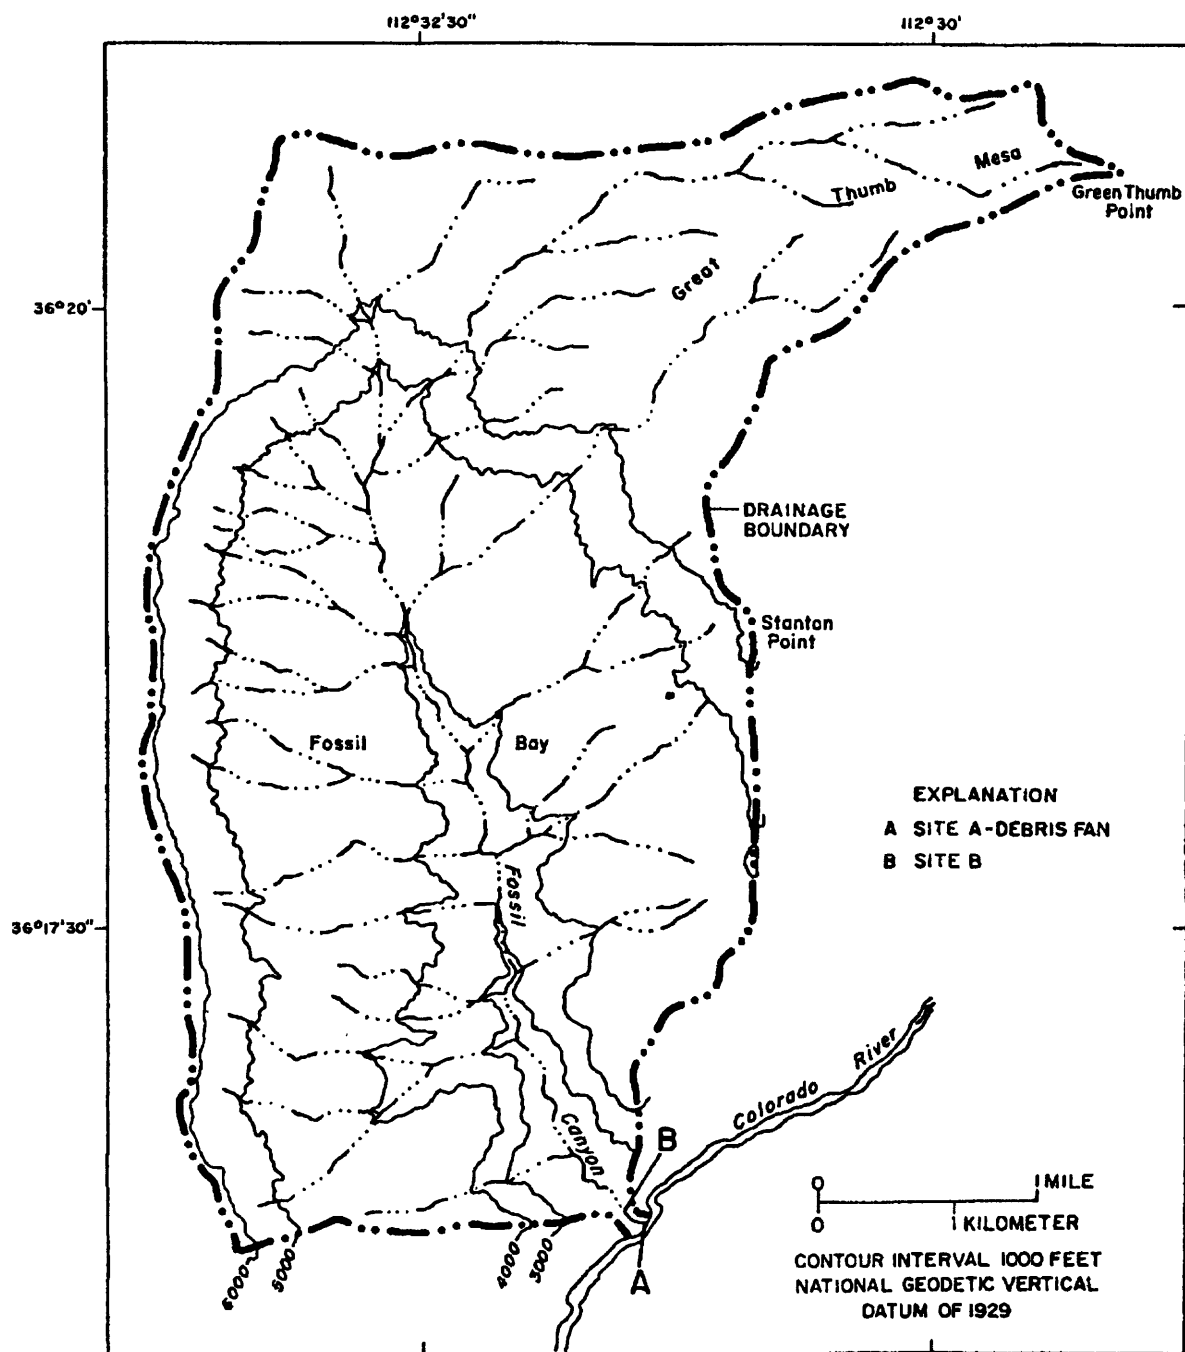 112°32'30"
112°30'
Mesa
Thumb
Green Thumb
Point
Great
36°20'
DRAINAGE
BOUNDARY
Stanton
Point
Fossil
Bay
EXPLANATION
A SITE A-DEBRIS FAN
B SITE B
Fossil
36°17'30"
River
Colorado
Canyon
B
0
1 MILE
0
1 KILOMETER
6000
5000
4000
3000
A
CONTOUR INTERVAL 1000 FEET
NATIONAL GEODETIC VERTICAL
DATUM OF 1929